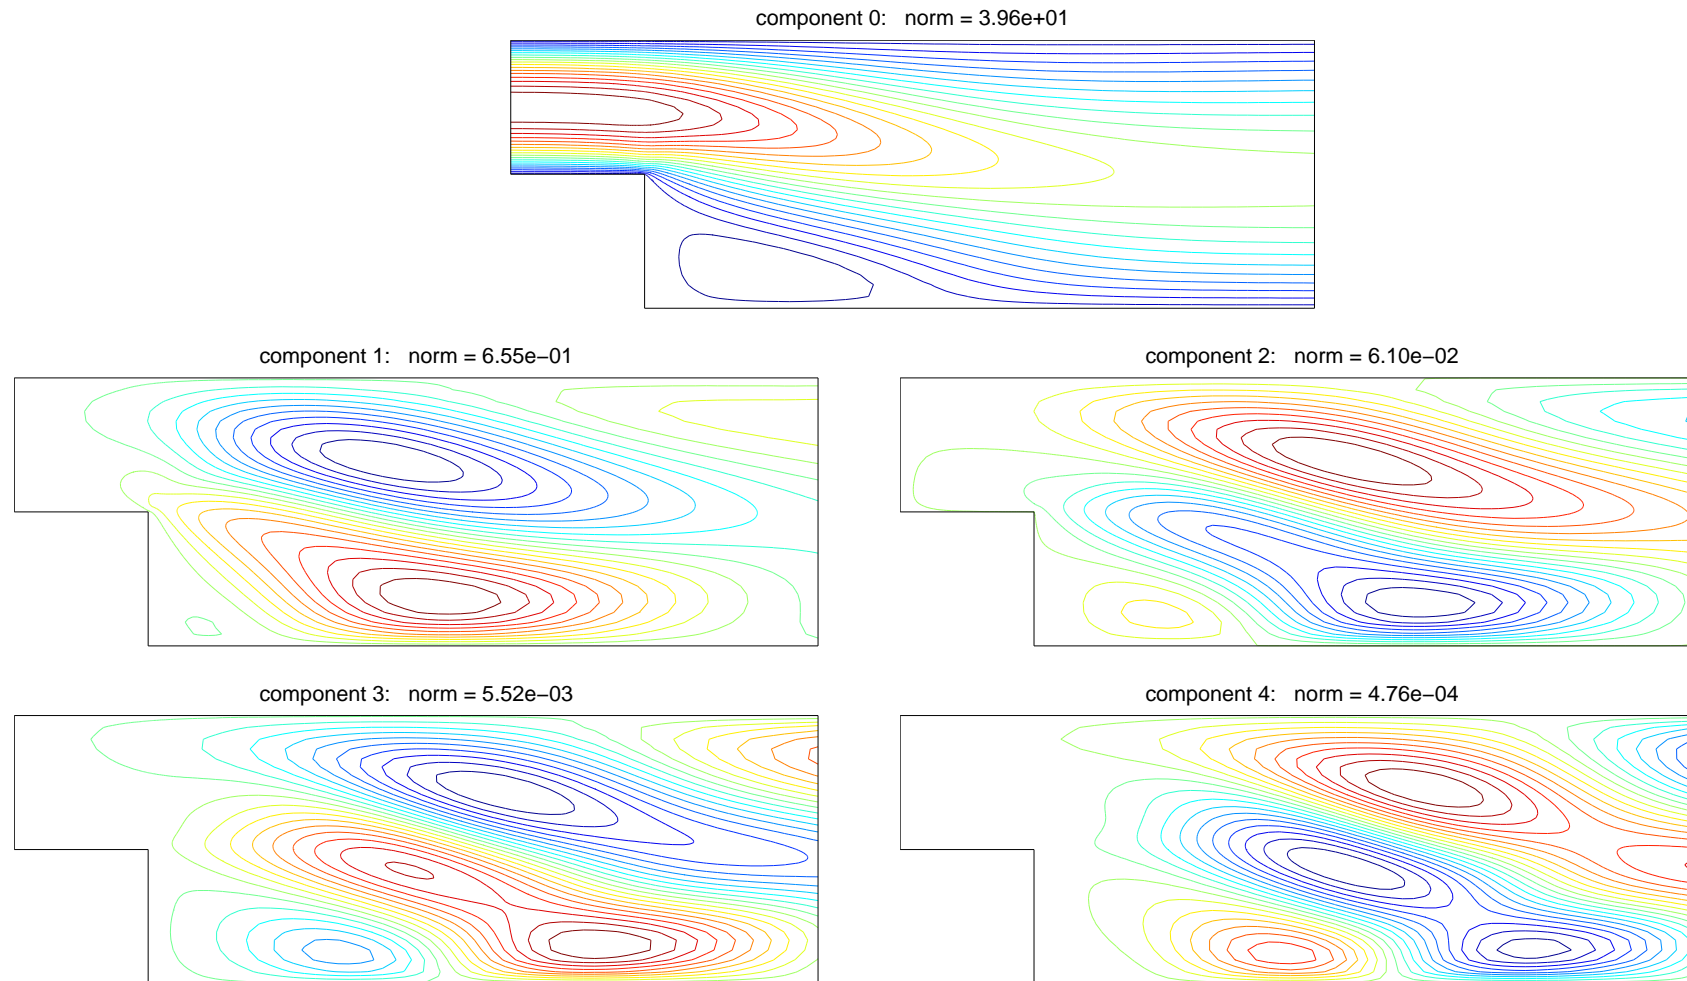 component 0: norm = 3.96e+01
component 1: norm = 6.55e−01
component 2: norm = 6.10e−02
component 3: norm = 5.52e−03
component 4: norm = 4.76e−04